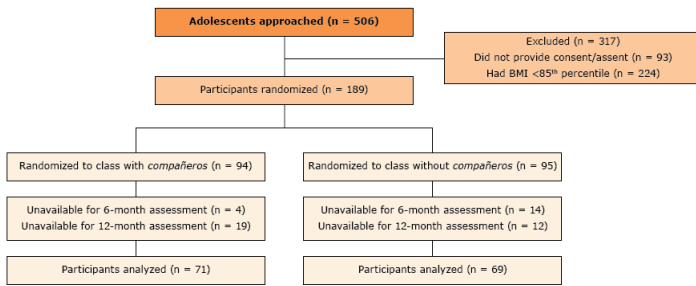 Adolescents approached (n = 506)
Excluded (n = 317)
Did not provide consent/assent (n = 93)
Had BMI <85th percentile (n = 224)
Participants randomized (n = 189)
Randomized to class with compañeros (n = 94)
Randomized to class without compañeros (n = 95)
Unavailable for 6-month assessment (n = 4)
Unavailable for 12-month assessment (n = 19)
Unavailable for 6-month assessment (n = 14)
Unavailable for 12-month assessment (n = 12)
Participants analyzed (n = 71)
Participants analyzed (n = 69)